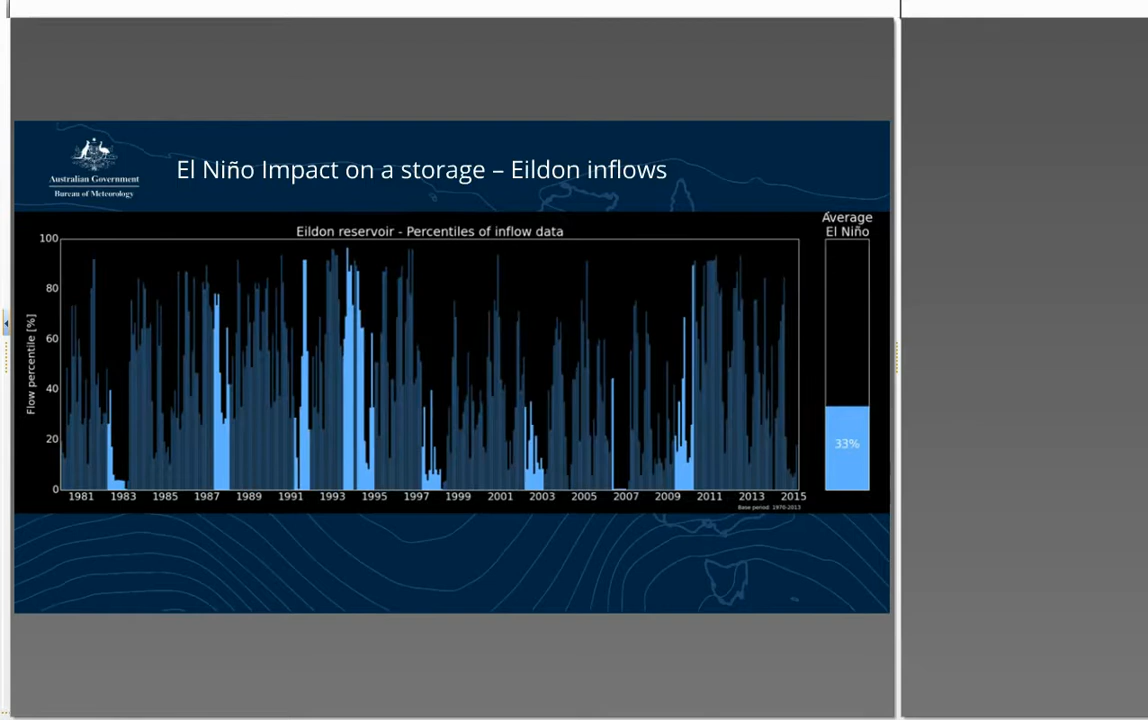 Australian Government
Bureau of Meteorology
El Niño Impact on a storage – Eildon inflows
Average
El Niño
Eildon reservoir - Percentiles of inflow data
Flow percentile [%]
100
80
60
40
20
0
33%
1981 1983 1985 1987 1989 1991 1993 1995 1997 1999 2001 2003 2005 2007 2009 2011 2013 2015
Base period 1970-2013